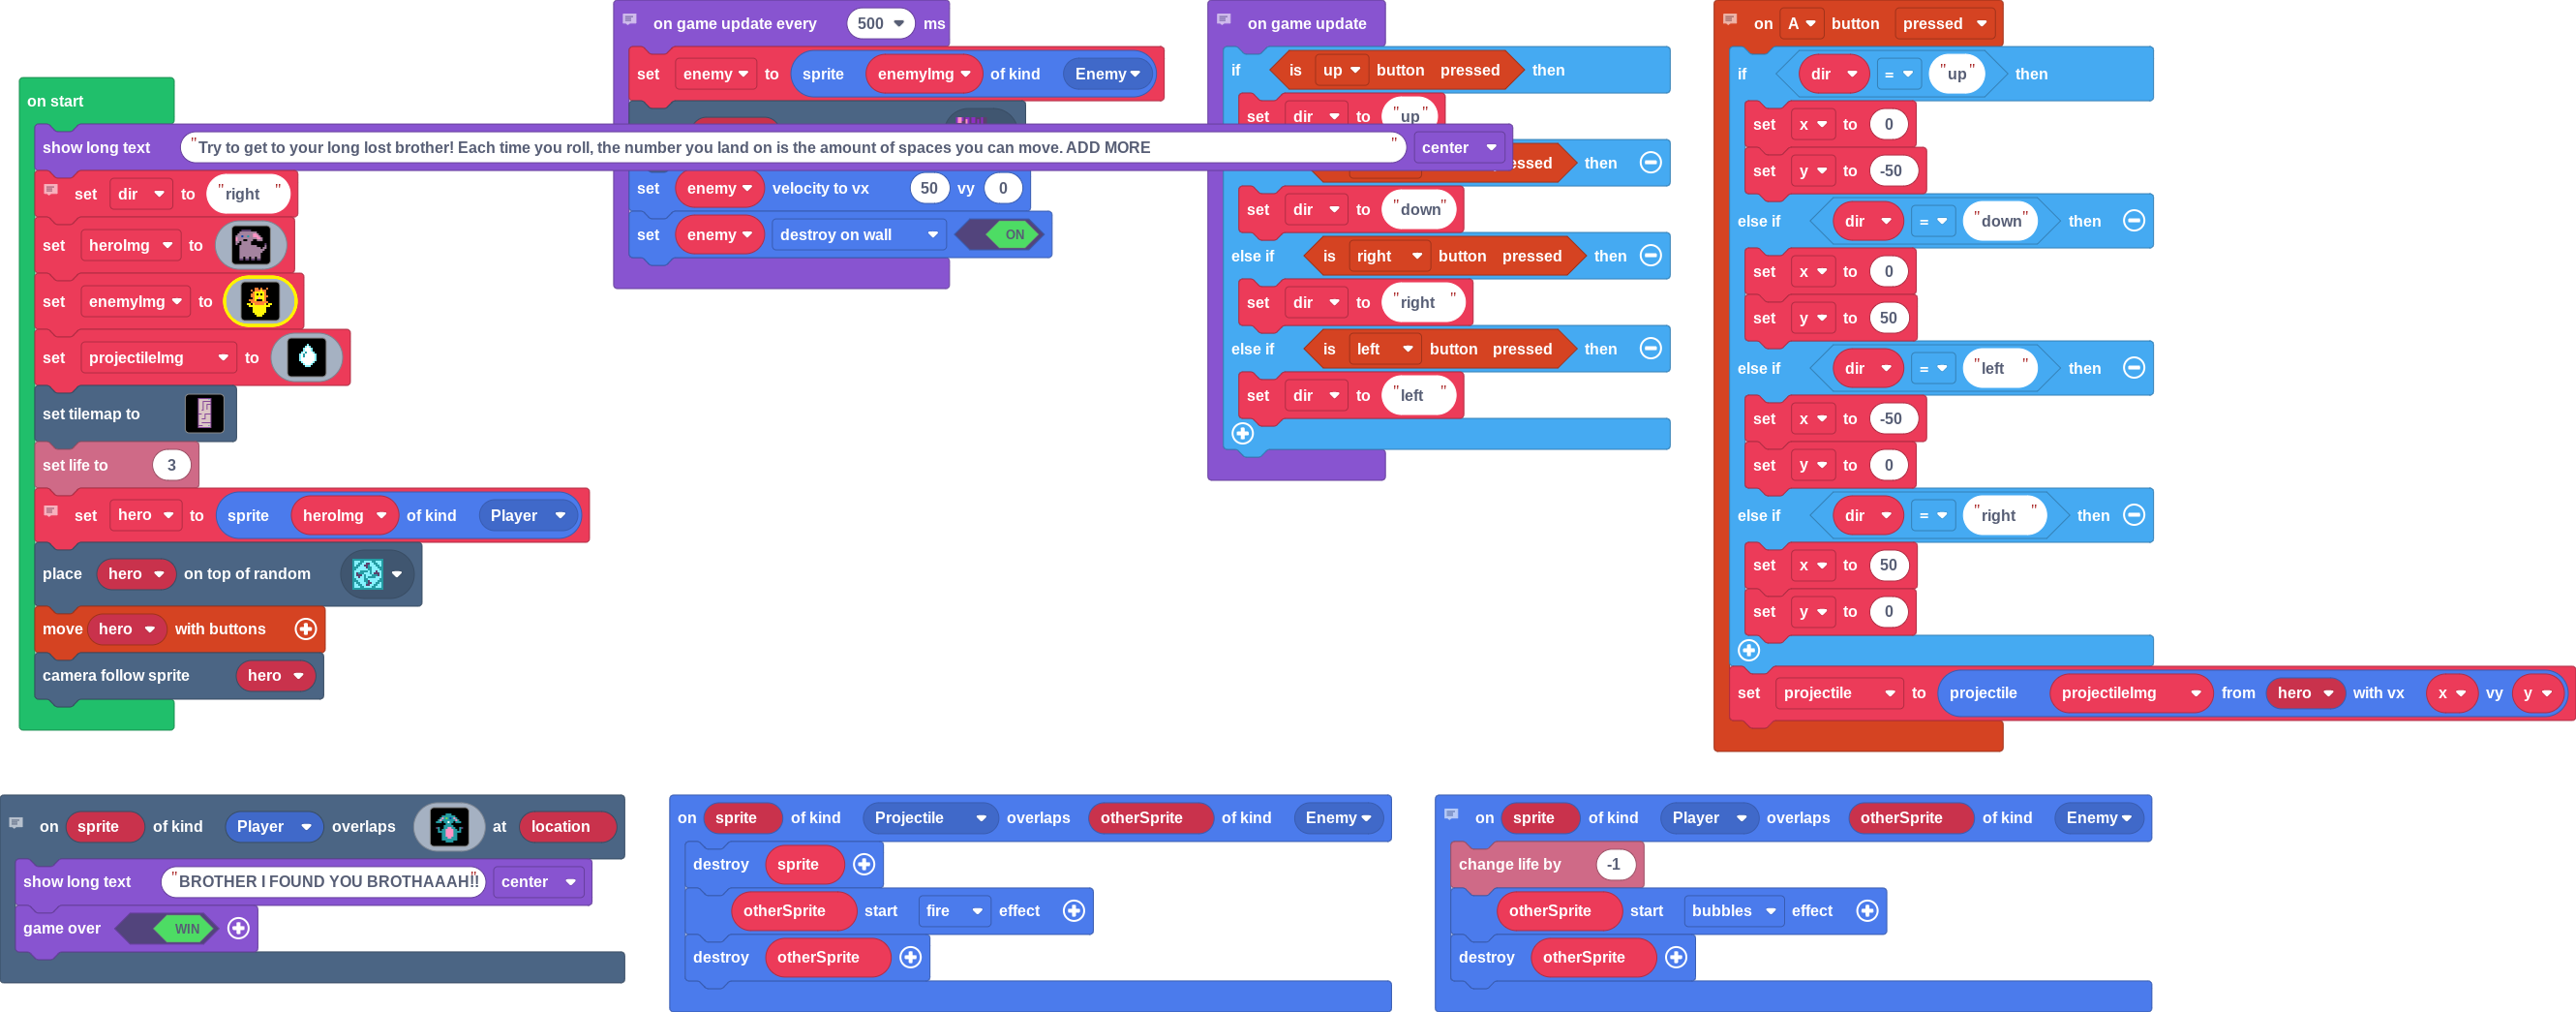 on start
show long text "Try to get to your long lost brother! Each time you roll, the number you land on is the amount of spaces you can move. ADD MORE" center
set dir to "right"
set heroImg to
set enemyImg to
set projectileImg to
set tilemap to
set life to 3
set hero to sprite heroImg of kind Player
place hero on top of random
move hero with buttons
camera follow sprite hero
on game update every 500 ms
set enemy to sprite enemyImg of kind Enemy
set enemy velocity to vx 50 vy 0
set enemy destroy on wall ON
on game update
if is up button pressed then
set dir to "up"
essed then
set dir to "down"
else if is right button pressed then
set dir to "right"
else if is left button pressed then
set dir to "left"
on A button pressed
if dir = "up" then
set x to 0
set y to -50
else if dir = "down" then
set x to 0
set y to 50
else if dir = "left" then
set x to -50
set y to 0
else if dir = "right" then
set x to 50
set y to 0
set projectile to projectile projectileImg from hero with vx x vy y
on sprite of kind Player overlaps at location
show long text "BROTHER I FOUND YOU BROTHAAAH!!" center
game over WIN
on sprite of kind Projectile overlaps otherSprite of kind Enemy
destroy sprite
otherSprite start fire effect
destroy otherSprite
on sprite of kind Player overlaps otherSprite of kind Enemy
change life by -1
otherSprite start bubbles effect
destroy otherSprite